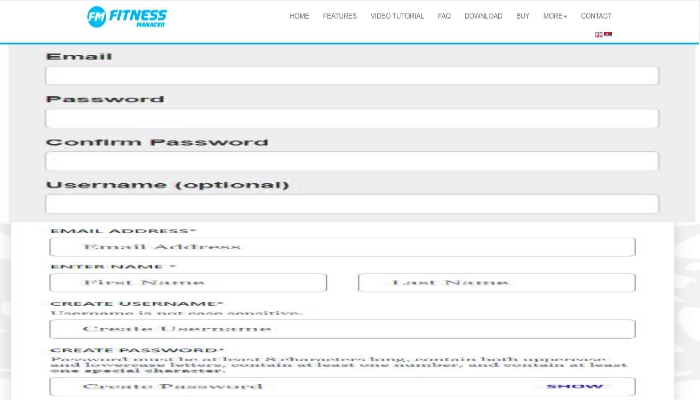 FM FITNESS
MANAGER
HOME FEATURES VIDEO TUTORIAL FAQ DOWNLOAD BUY MORE CONTACT
Email
Password
Confirm Password
Username (optional)
EMAIL ADDRESS*
Email Address
ENTER NAME *
First Name Last Name
CREATE USERNAME*
Username is not case sensitive.
Create Username
CREATE PASSWORD*
Password must be at least 8 characters long, contain both uppercase
and lowercase letters, contain at least one number, and contain at least
one special character.
Create Password SHOW